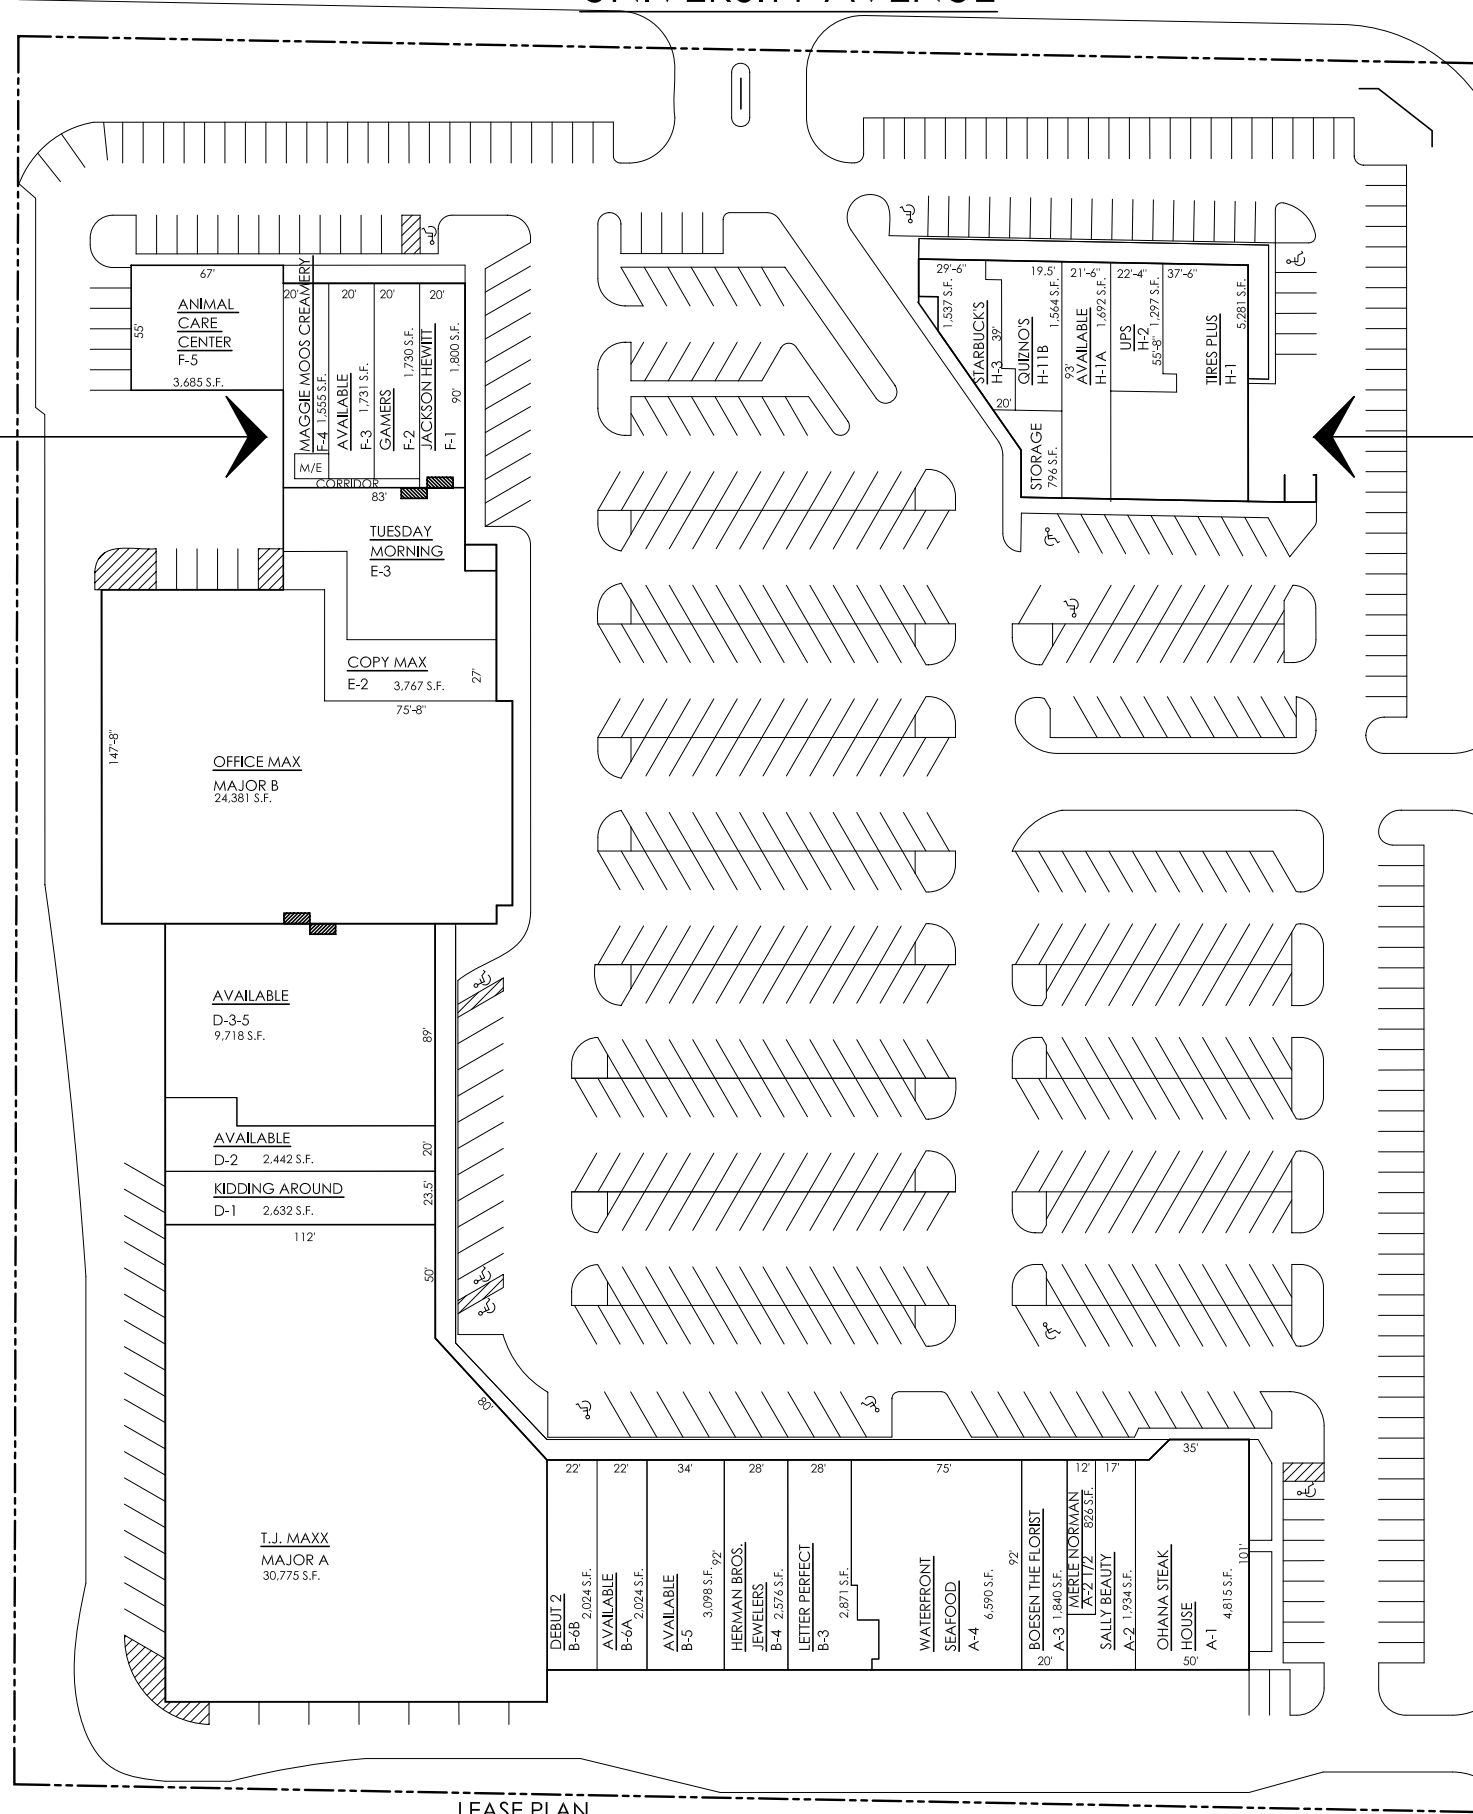 UNIVERSITY AVENUE
67'
55'
ANIMAL
CARE
CENTER
F-5
3,685 S.F.
20'
MAGGIE MOOS CREAMERY
F-4 1,555 S.F.
M/E
20'
AVAILABLE
F-3 1,731 S.F.
20'
GAMERS
F-2 1,730 S.F.
20'
JACKSON HEWITT
F-1 90' 1,800 S.F.
CORRIDOR
83'
TUESDAY
MORNING
E-3
COPY MAX
E-2 3,767 S.F.
27'
75'-8"
147'-8"
OFFICE MAX
MAJOR B
24,381 S.F.
AVAILABLE
D-3-5
9,718 S.F.
89'
AVAILABLE
D-2 2,442 S.F.
20'
KIDDING AROUND
D-1 2,632 S.F.
23.5'
112'
50'
80'
T.J. MAXX
MAJOR A
30,775 S.F.
29'-6"
1,537 S.F.
STARBUCK'S
H-3 39'
19.5'
QUIZNO'S
H-11B 1,564 S.F.
20'
STORAGE
796 S.F.
21'-6"
93'
AVAILABLE
H-1A 1,692 S.F.
22'-4"
UPS
H-2
55'-8" 1,297 S.F.
37'-6"
TIRES PLUS
H-1 5,281 S.F.
22'
DEBUT 2
B-6B 2,024 S.F.
22'
AVAILABLE
B-6A 2,024 S.F.
34'
AVAILABLE
B-5 3,098 S.F.
92'
28'
HERMAN BROS.
JEWELERS
B-4 2,576 S.F.
28'
LETTER PERFECT
B-3 2,871 S.F.
75'
WATERFRONT
SEAFOOD
A-4 6,590 S.F.
92'
BOESEN THE FLORIST
A-3 1,840 S.F.
20'
12'
MERLE NORMAN
A-2 1/2 826 S.F.
17'
SALLY BEAUTY
A-2 1,934 S.F.
35'
OHANA STEAK
HOUSE
A-1 4,815 S.F.
101'
50'
LEASE PLAN